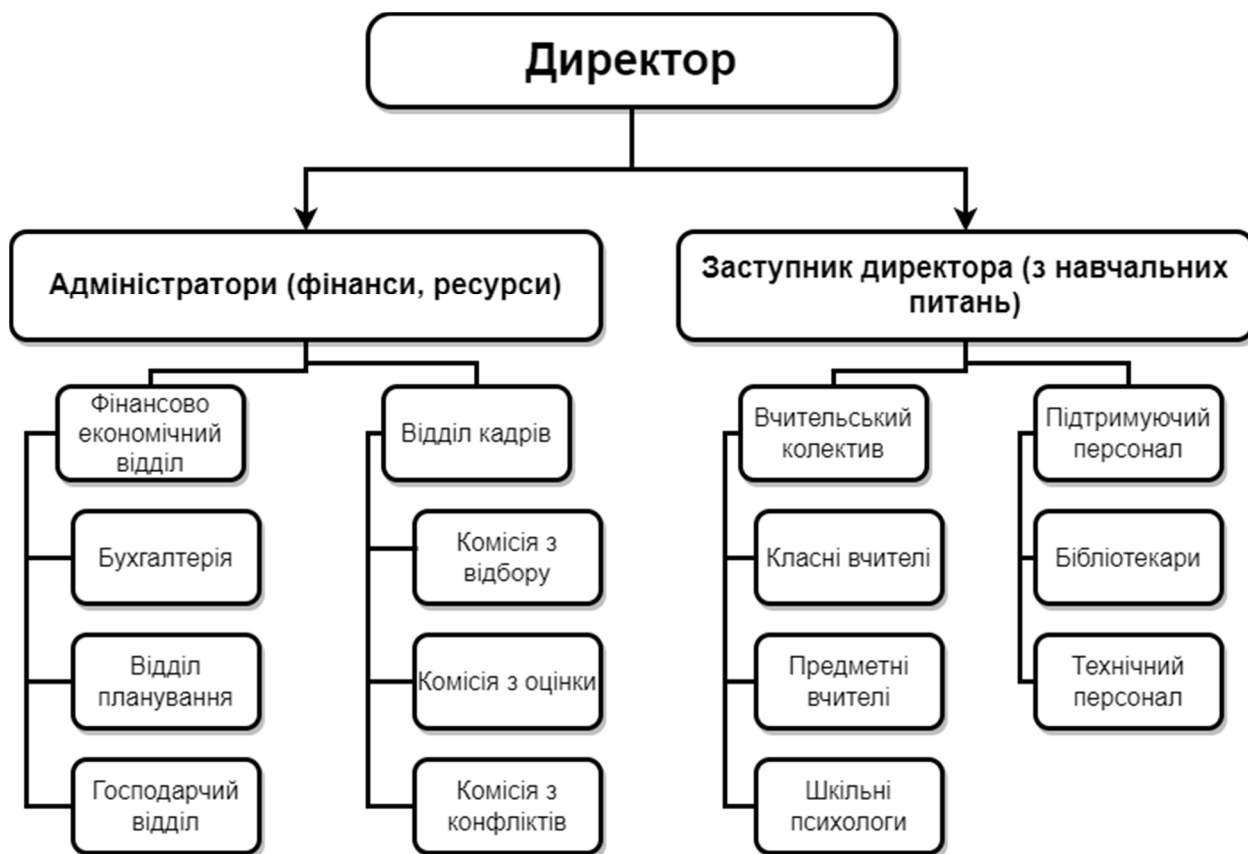 Директор
Адміністратори (фінанси, ресурси)
Заступник директора (з навчальних
питань)
Фінансово
економічний
відділ
Бухгалтерія
Відділ
планування
Господарчий
відділ
Відділ кадрів
Комісія з
відбору
Комісія з оцінки
Комісія з
конфліктів
Вчительський
колектив
Класні вчителі
Предметні
вчителі
Шкільні
психологи
Підтримуючий
персонал
Бібліотекари
Технічний
персонал